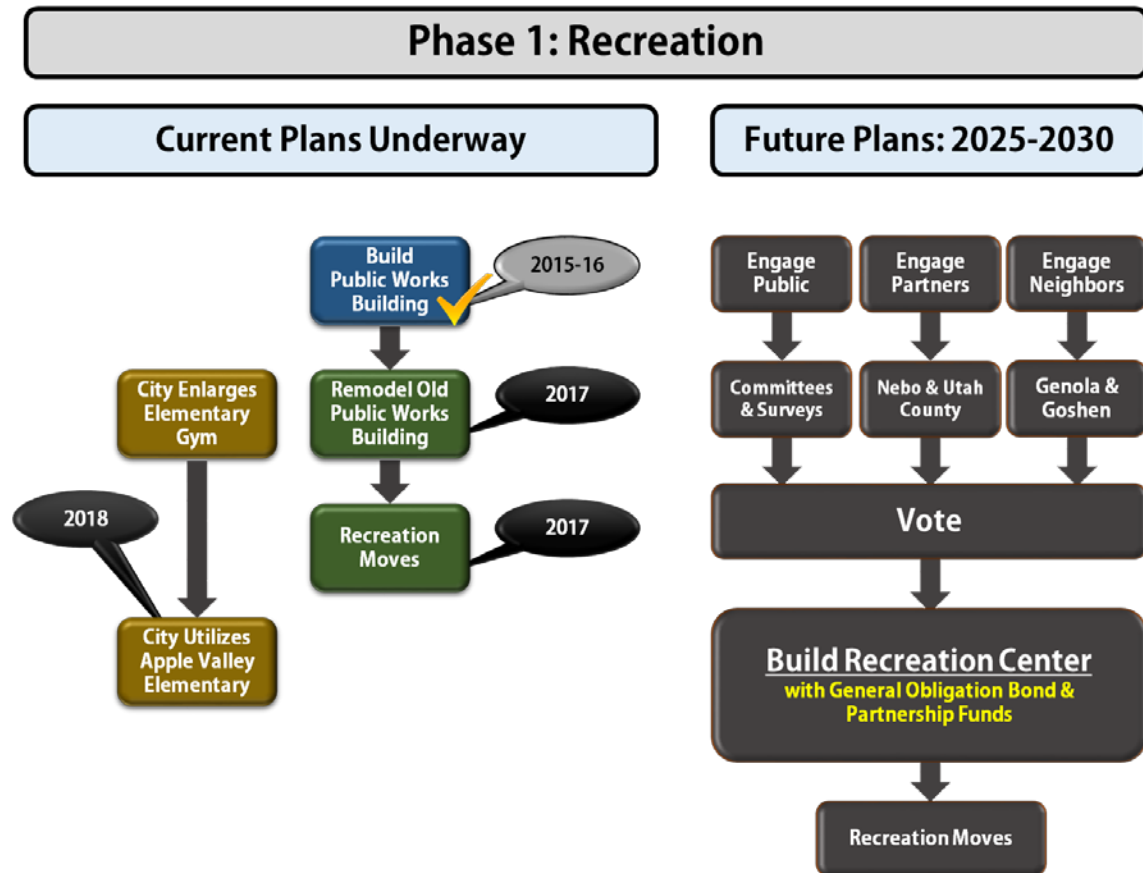 Phase 1: Recreation
Current Plans Underway
Future Plans: 2025-2030
Build
Public Works
Building
2015-16
Remodel Old
Public Works
Building
2017
Recreation
Moves
2017
City Enlarges
Elementary
Gym
2018
City Utilizes
Apple Valley
Elementary
Engage
Public
Engage
Partners
Engage
Neighbors
Committees
& Surveys
Nebo & Utah
County
Genola &
Goshen
Vote
Build Recreation Center
with General Obligation Bond &
Partnership Funds
Recreation Moves